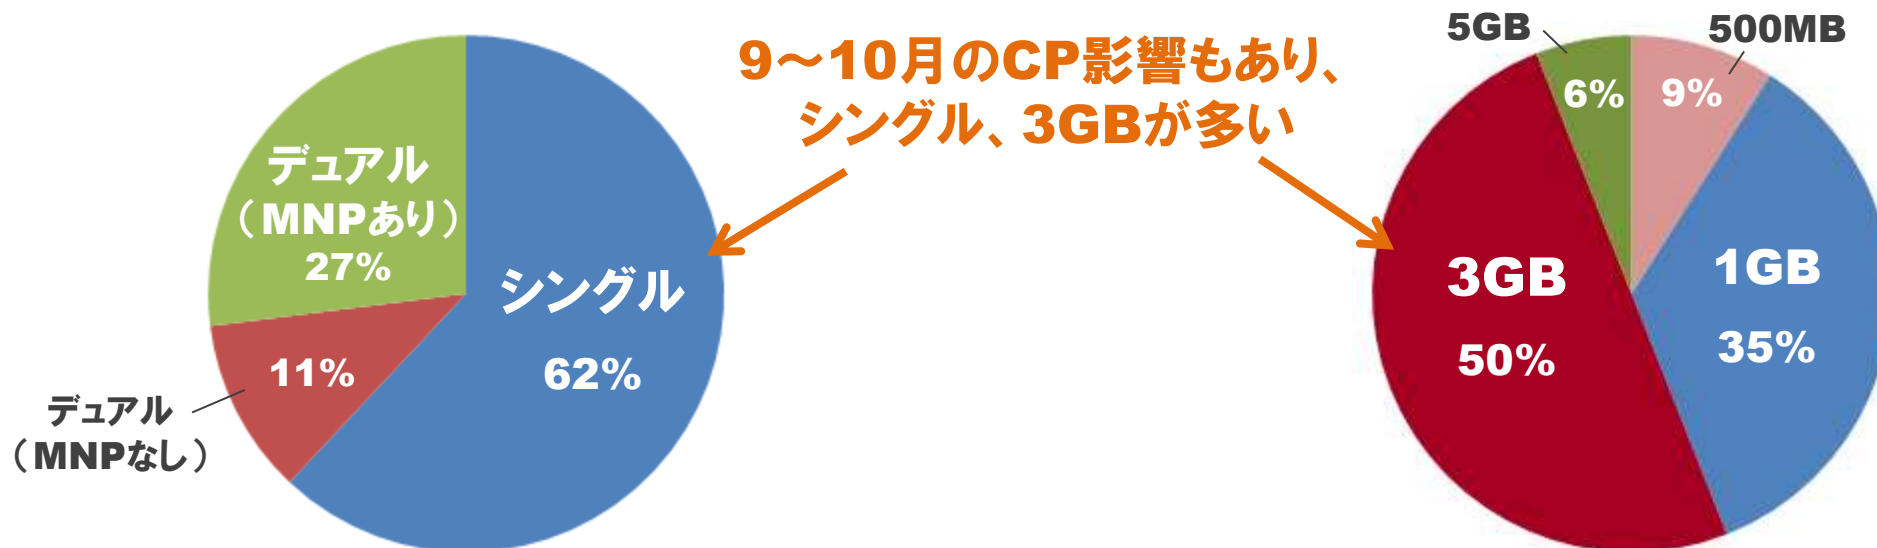 9～10月のCP影響もあり、
シングル、3GBが多い
デュアル
（MNPあり）
27%
シングル
62%
11%
デュアル
（MNPなし）
5GB
500MB
6%
9%
3GB
50%
1GB
35%